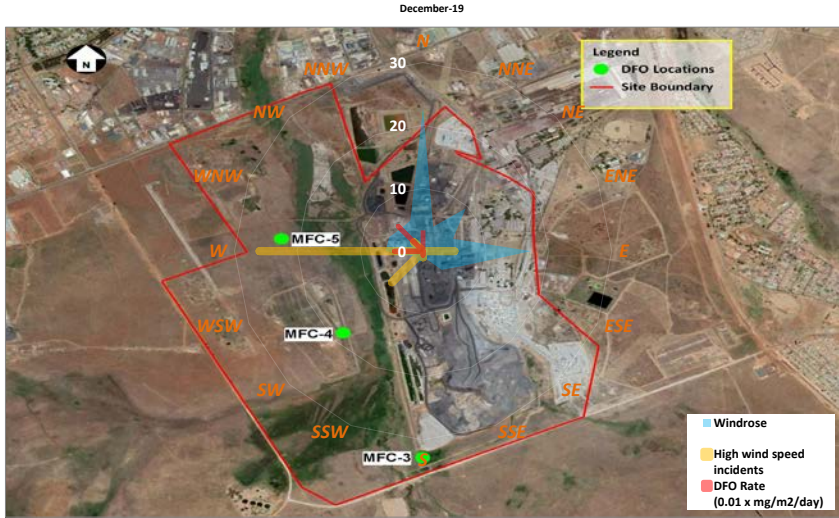 December-19
N
NNW
30
NNE
Legend
DFO Locations
Site Boundary
N
NW
NE
20
WNW
ENE
10
MFC-5
W
0
E
WSW
ESE
MFC-4
SW
SE
SSW
SSE
MFC-3
S
Windrose
High wind speed
incidents
DFO Rate
(0.01 x mg/m2/day)